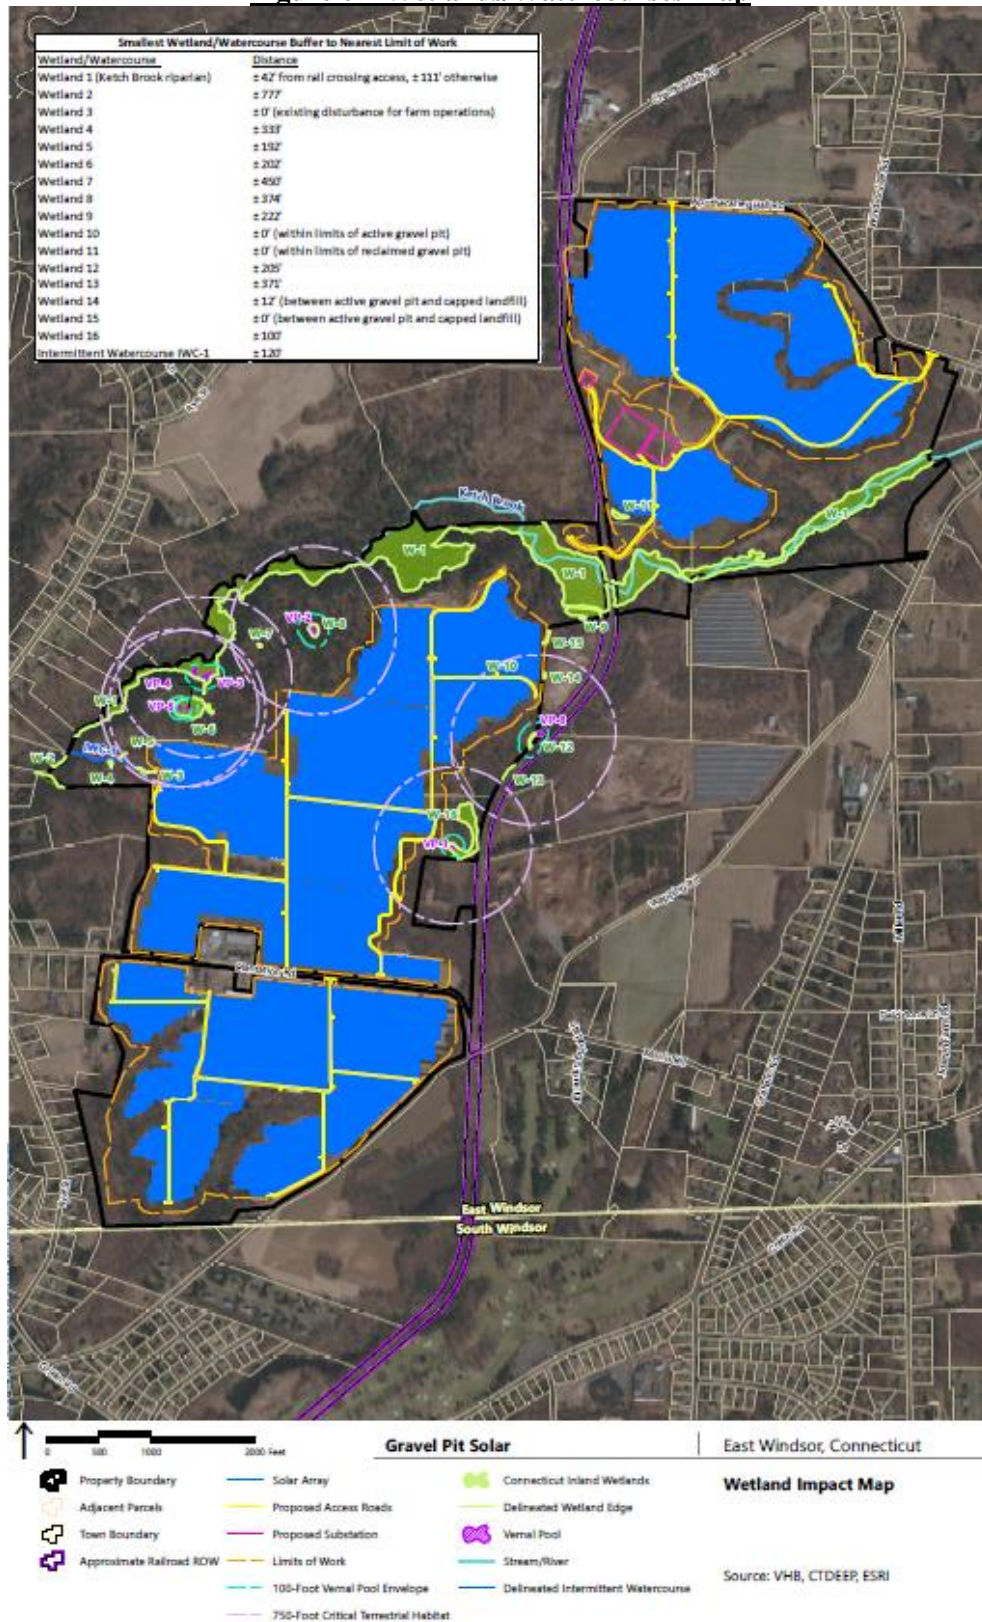 Smallest Wetland/Watercourse Buffer to Nearest Limit of Work
Wetland/Watercourse Distance
Wetland 1 (Ketch Brook riparian) ± 42' from rail crossing access, ± 111' otherwise
Wetland 2 ± 777'
Wetland 3 ± 0' (existing disturbance for farm operations)
Wetland 4 ± 333'
Wetland 5 ± 192'
Wetland 6 ± 202'
Wetland 7 ± 450'
Wetland 8 ± 374'
Wetland 9 ± 222'
Wetland 10 ± 0' (within limits of active gravel pit)
Wetland 11 ± 0' (within limits of reclaimed gravel pit)
Wetland 12 ± 205'
Wetland 13 ± 371'
Wetland 14 ± 12' (between active gravel pit and capped landfill)
Wetland 15 ± 0' (between active gravel pit and capped landfill)
Wetland 16 ± 100'
Intermittent Watercourse IWC-1 ± 120'
Ketch Brook
W-11
W-1
W-1
W-1
W-9
VP-2
W-8
W-7
W-15
W-10
W-14
VP-4
W-1
W-6
W-5
W-2
W-4
W-3
W-12
W-13
W-16
East Windsor
South Windsor
0 500 1000 2000 Feet
Gravel Pit Solar
East Windsor, Connecticut
Wetland Impact Map
Property Boundary
Adjacent Parcels
Town Boundary
Approximate Railroad ROW
Solar Array
Proposed Access Roads
Proposed Substation
Limits of Work
100-Foot Vernal Pool Envelope
750-Foot Critical Terrestrial Habitat
Connecticut Inland Wetlands
Delineated Wetland Edge
Vernal Pool
Stream/River
Delineated Intermittent Watercourse
Source: VHB, CTDEEP, ESRI